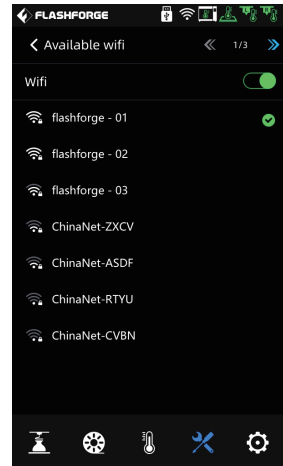 FLASHFORGE
Available wifi 1/3
Wifi
flashforge - 01
flashforge - 02
flashforge - 03
ChinaNet-ZXCV
ChinaNet-ASDF
ChinaNet-RTYU
ChinaNet-CVBN